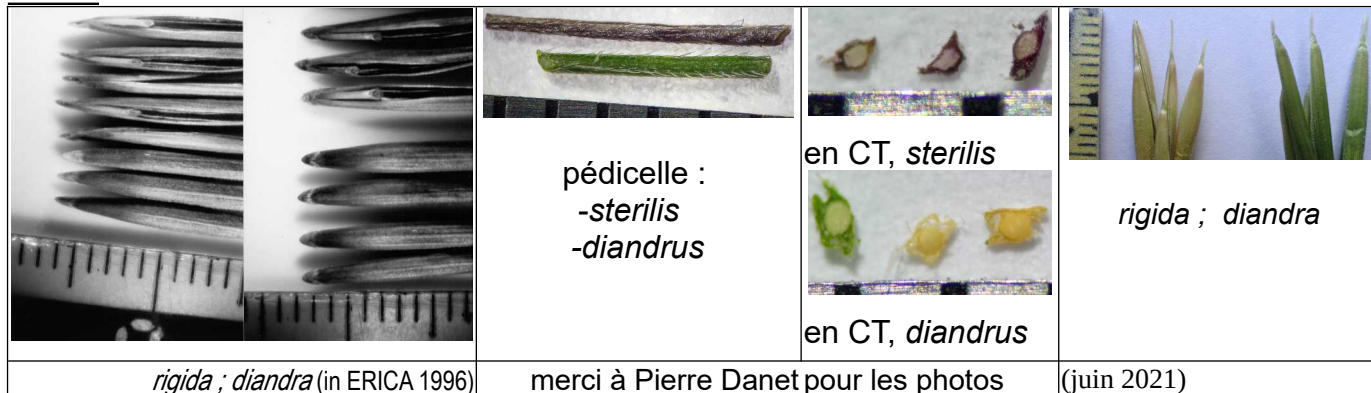 pédicelle :
-sterilis
-diandrus
en CT, sterilis
en CT, diandrus
rigida ; diandra
rigida ; diandra (in ERICA 1996)
merci à Pierre Danet pour les photos
(juin 2021)